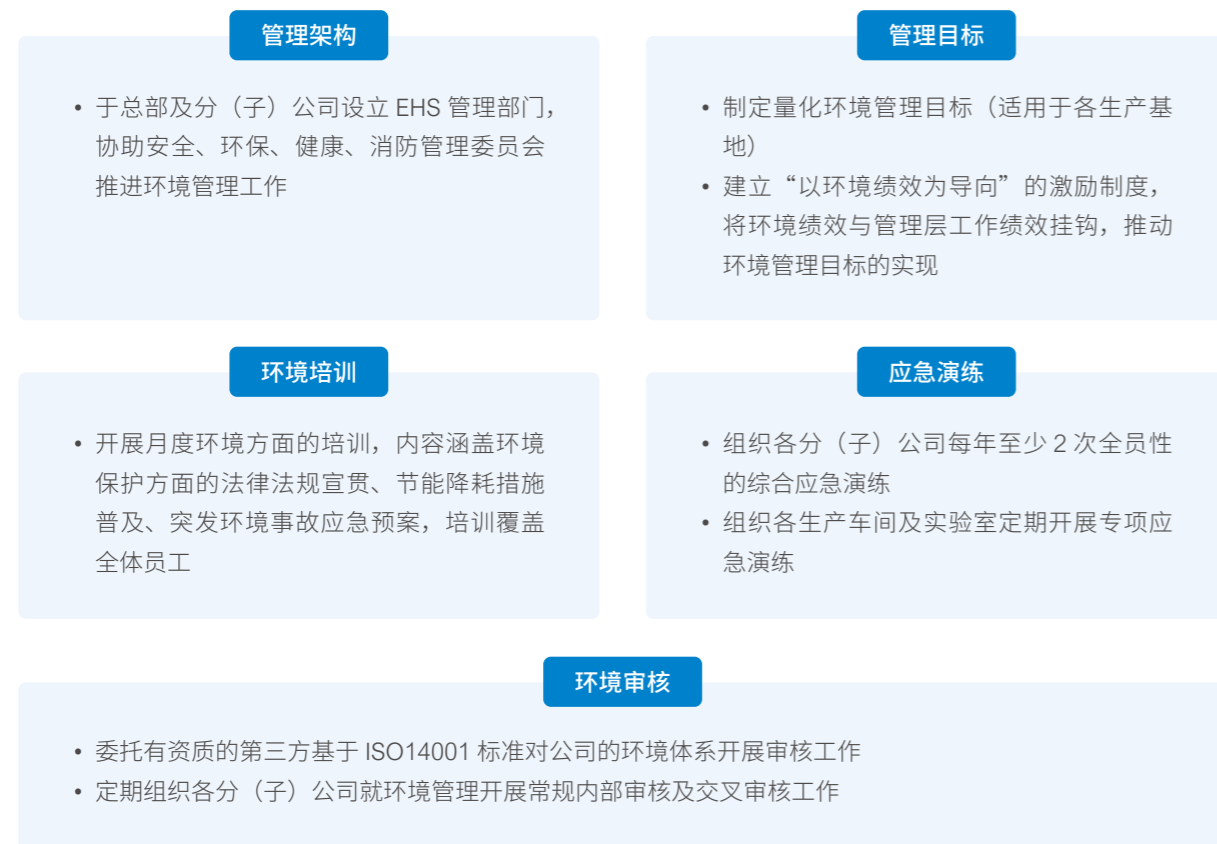 管理架构
• 于总部及分（子）公司设立 EHS 管理部门，
协助安全、环保、健康、消防管理委员会
推进环境管理工作
管理目标
• 制定量化环境管理目标（适用于各生产基
地）
• 建立“以环境绩效为导向”的激励制度，
将环境绩效与管理层工作绩效挂钩，推动
环境管理目标的实现
环境培训
• 开展月度环境方面的培训，内容涵盖环境
保护方面的法律法规宣贯、节能降耗措施
普及、突发环境事故应急预案，培训覆盖
全体员工
应急演练
• 组织各分（子）公司每年至少 2 次全员性
的综合应急演练
• 组织各生产车间及实验室定期开展专项应
急演练
环境审核
• 委托有资质的第三方基于 ISO14001 标准对公司的环境体系开展审核工作
• 定期组织各分（子）公司就环境管理开展常规内部审核及交叉审核工作